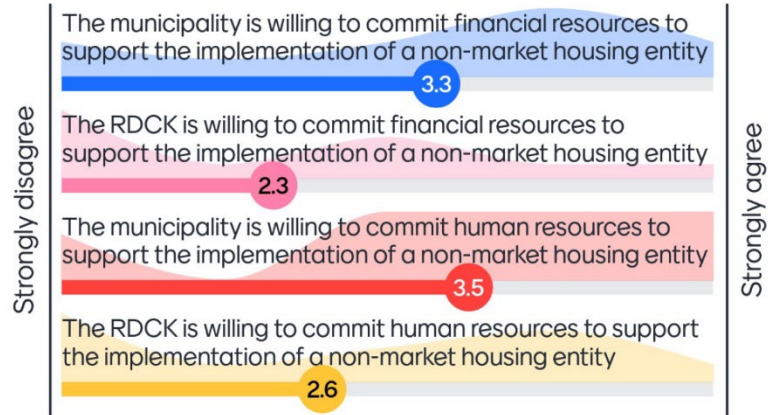 The municipality is willing to commit financial resources to
support the implementation of a non-market housing entity
3.3
The RDCK is willing to commit financial resources to
support the implementation of a non-market housing entity
2.3
The municipality is willing to commit human resources to
support the implementation of a non-market housing entity
3.5
The RDCK is willing to commit human resources to support
the implementation of a non-market housing entity
2.6
Strongly disagree
Strongly agree